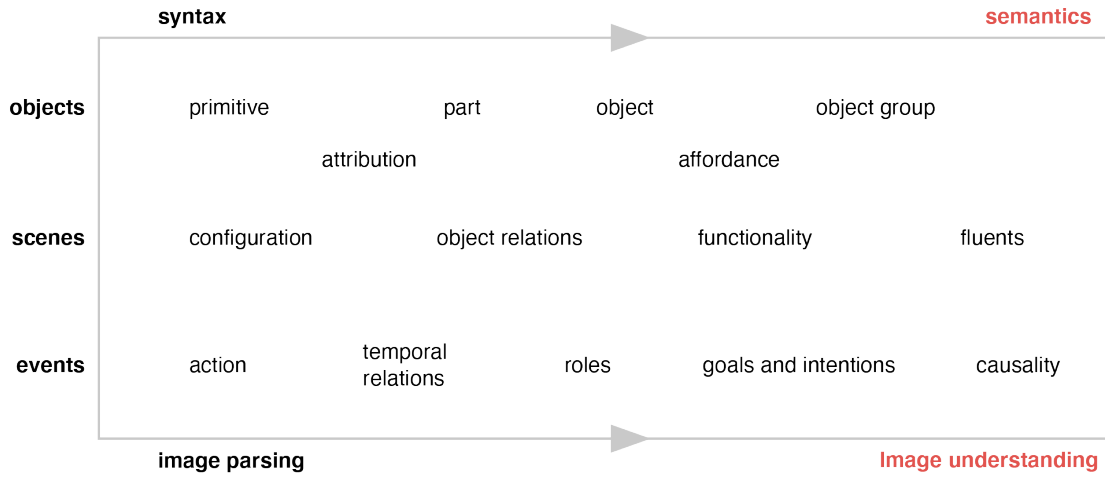 syntax semantics
objects primitive part object object group
attribution affordance
scenes configuration object relations functionality fluents
events action temporal relations roles goals and intentions causality
image parsing Image understanding